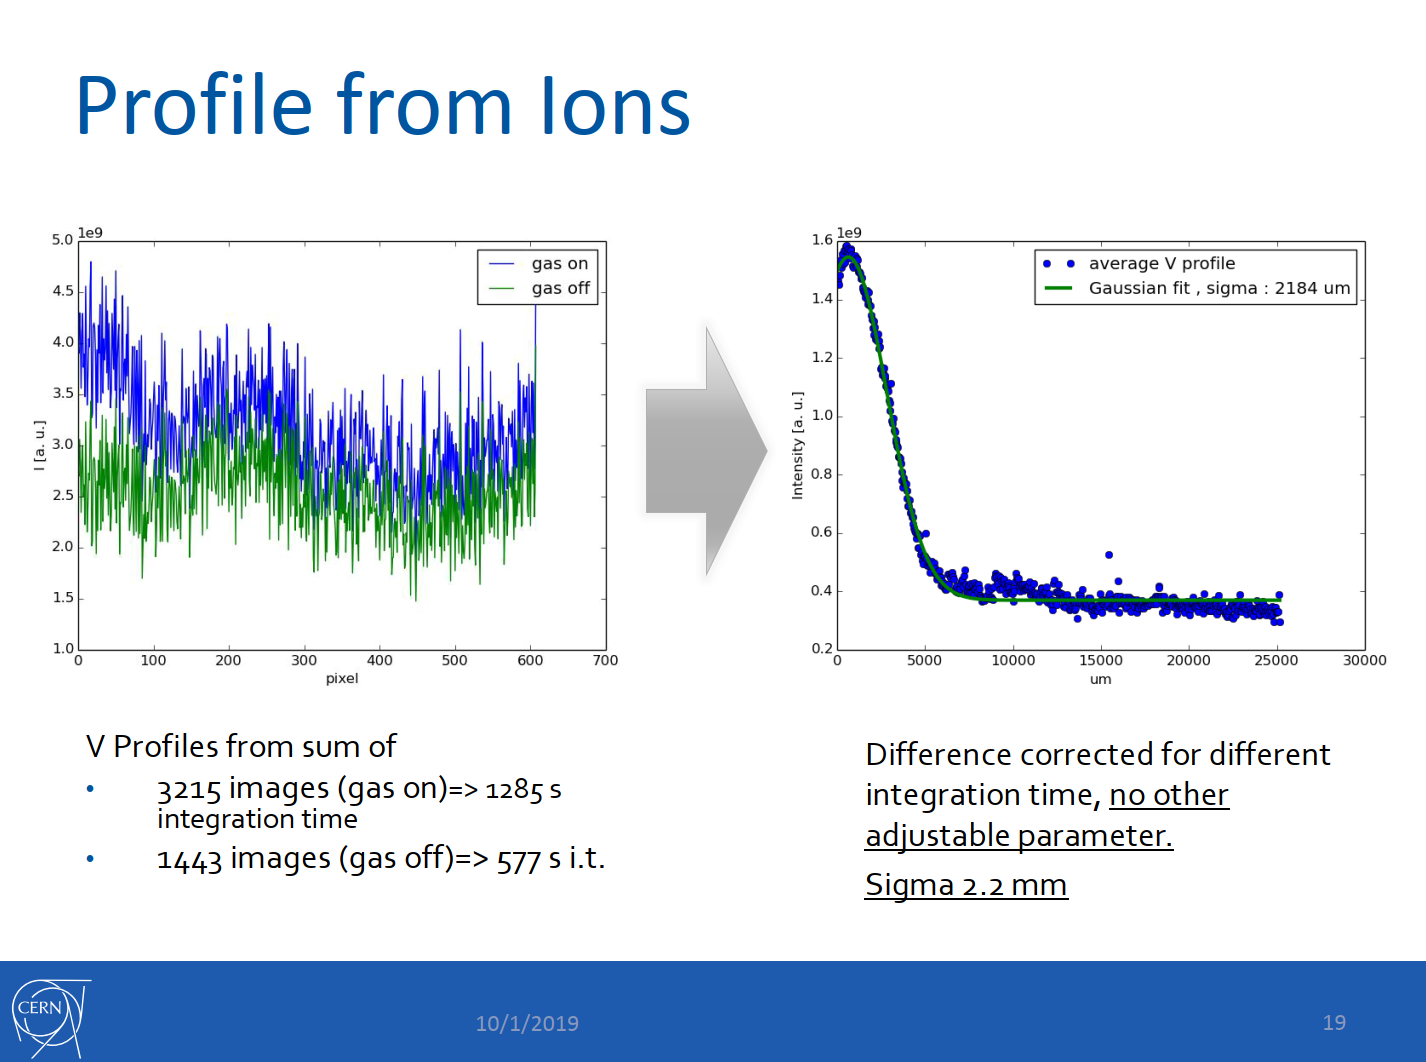 Profile from Ions
1e9
5.0
4.5
4.0
3.5
3.0
2.5
2.0
1.5
1.0
I [a. u.]
gas on
gas off
0 100 200 300 400 500 600 700
pixel
1e9
1.6
1.4
1.2
1.0
0.8
0.6
0.4
0.2
Intensity [a. u.]
average V profile
Gaussian fit , sigma : 2184 um
0 5000 10000 15000 20000 25000 30000
um
V Profiles from sum of
• 3215 images (gas on)=> 1285 s
integration time
• 1443 images (gas off)=> 577 s i.t.
Difference corrected for different
integration time, no other
adjustable parameter.
Sigma 2.2 mm
CERN
10/1/2019
19